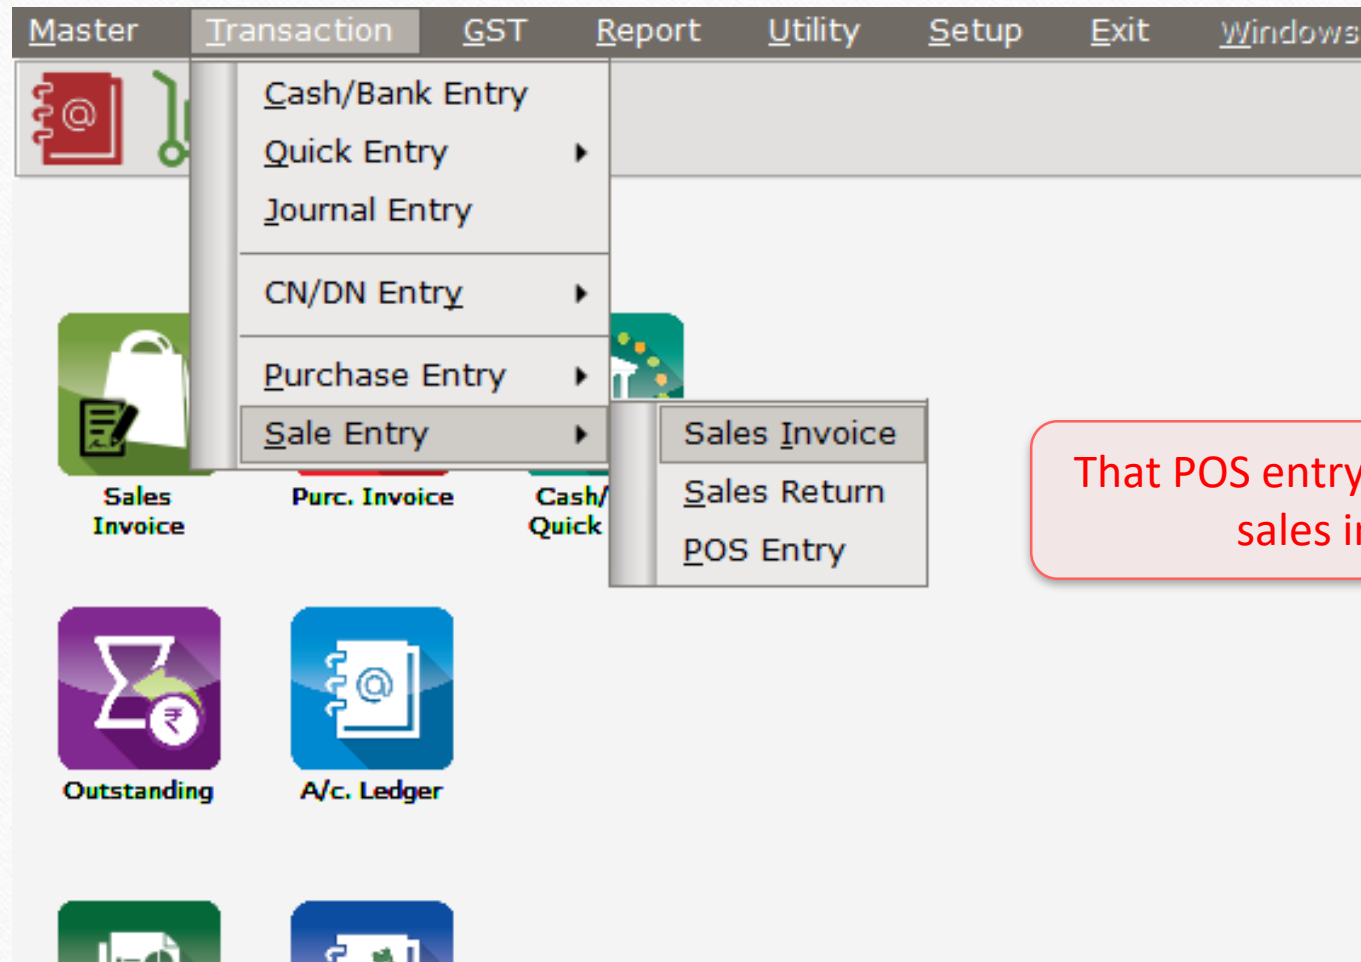 Master Transaction GST Report Utility Setup Exit Windows
Cash/Bank Entry
Quick Entry
Journal Entry
CN/DN Entry
Purchase Entry
Sale Entry
Sales Invoice
Sales Return
POS Entry
That POS entry
sales
Sales
Invoice
Purc. Invoice
Cash/
Quick
Outstanding
A/c. Ledger